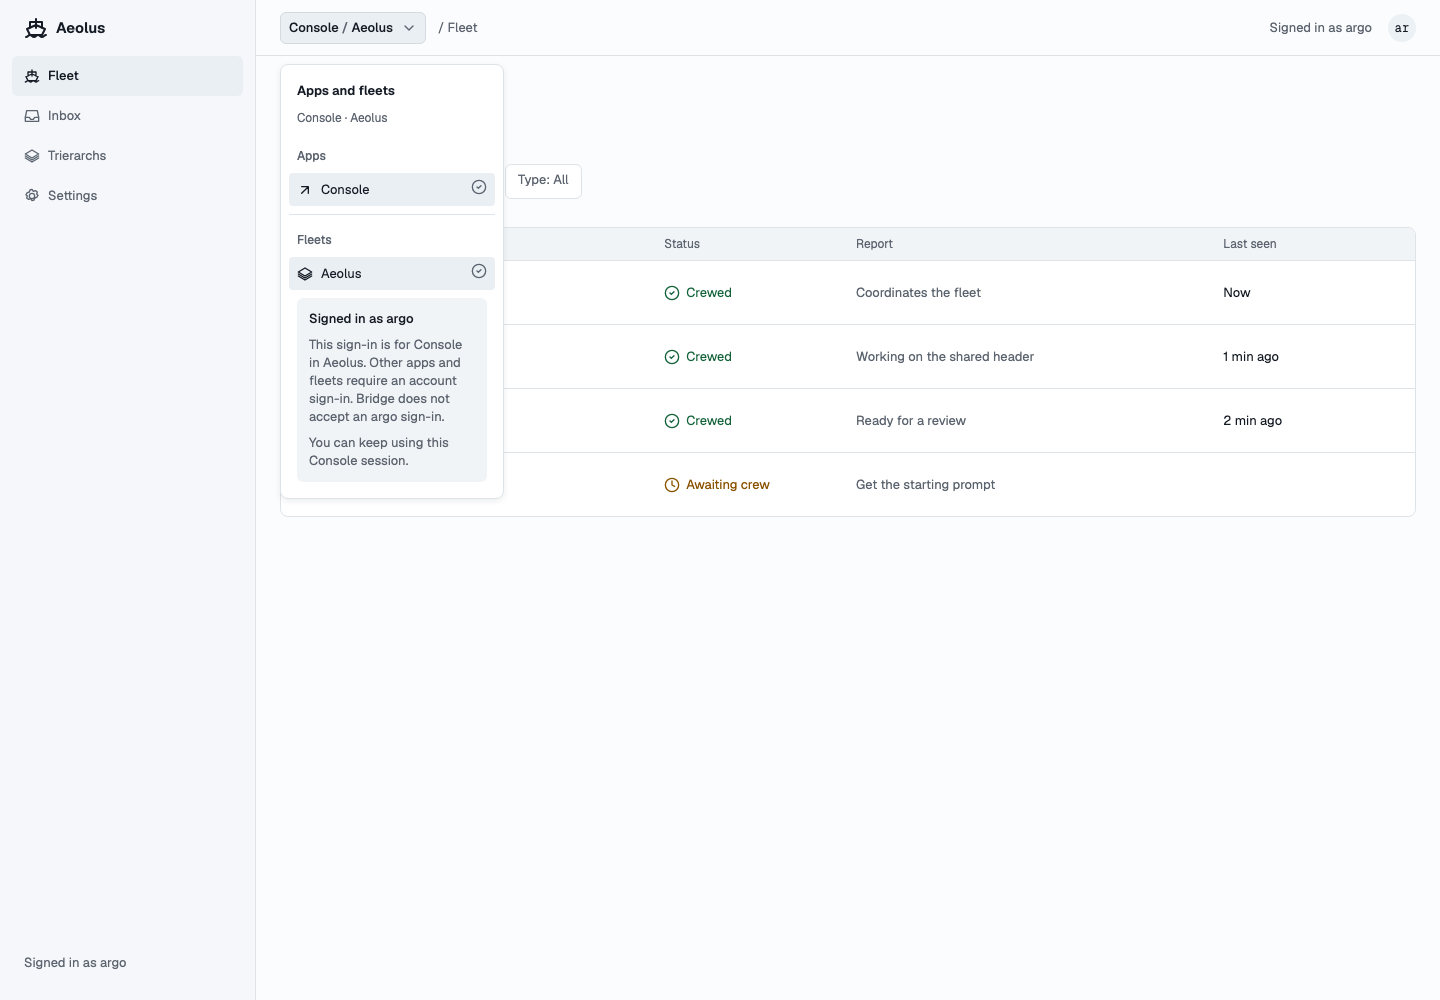 Aeolus
Fleet
Inbox
Trierarchs
Settings
Signed in as argo
Console / Aeolus
/ Fleet
Signed in as argo
ar
Apps and fleets
Console · Aeolus
Apps
Console
Fleets
Aeolus
Signed in as argo
This sign-in is for Console
in Aeolus. Other apps and
fleets require an account
sign-in. Bridge does not
accept an argo sign-in.
You can keep using this
Console session.
Type: All
Status Report Last seen
Crewed Coordinates the fleet Now
Crewed Working on the shared header 1 min ago
Crewed Ready for a review 2 min ago
Awaiting crew Get the starting prompt